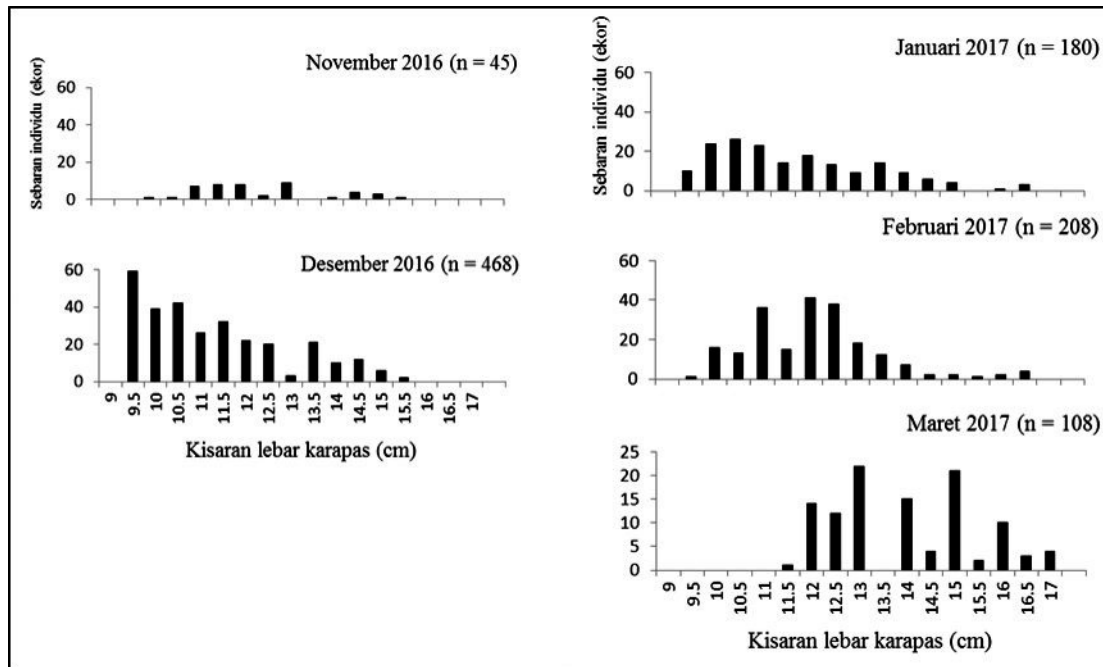 November 2016 (n = 45)
Sebaran individu (ekor)
60
40
20
0
Desember 2016 (n = 468)
60
40
20
0
9 9.5 10 10.5 11 11.5 12 12.5 13 13.5 14 14.5 15 15.5 16 16.5 17
Kisaran lebar karapas (cm)
Januari 2017 (n = 180)
Sebaran individu (ekor)
60
40
20
0
Februari 2017 (n = 208)
60
40
20
0
Maret 2017 (n = 108)
25
20
15
10
5
0
9 9.5 10 10.5 11 11.5 12 12.5 13 13.5 14 14.5 15 15.5 16 16.5 17
Kisaran lebar karapas (cm)